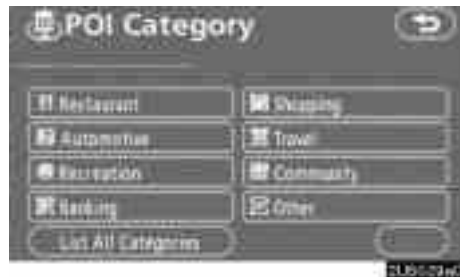 POI Category
Restaurant
Shopping
Automotive
Travel
Recreation
Community
Banking
Other
List All Categories